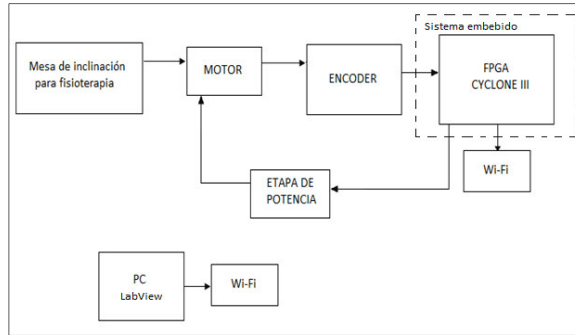 Sistema embebido
Mesa de inclinación
para fisioterapia
MOTOR
ENCODER
FPGA
CYCLONE III
Wi-Fi
ETAPA DE
POTENCIA
PC
LabView
Wi-Fi